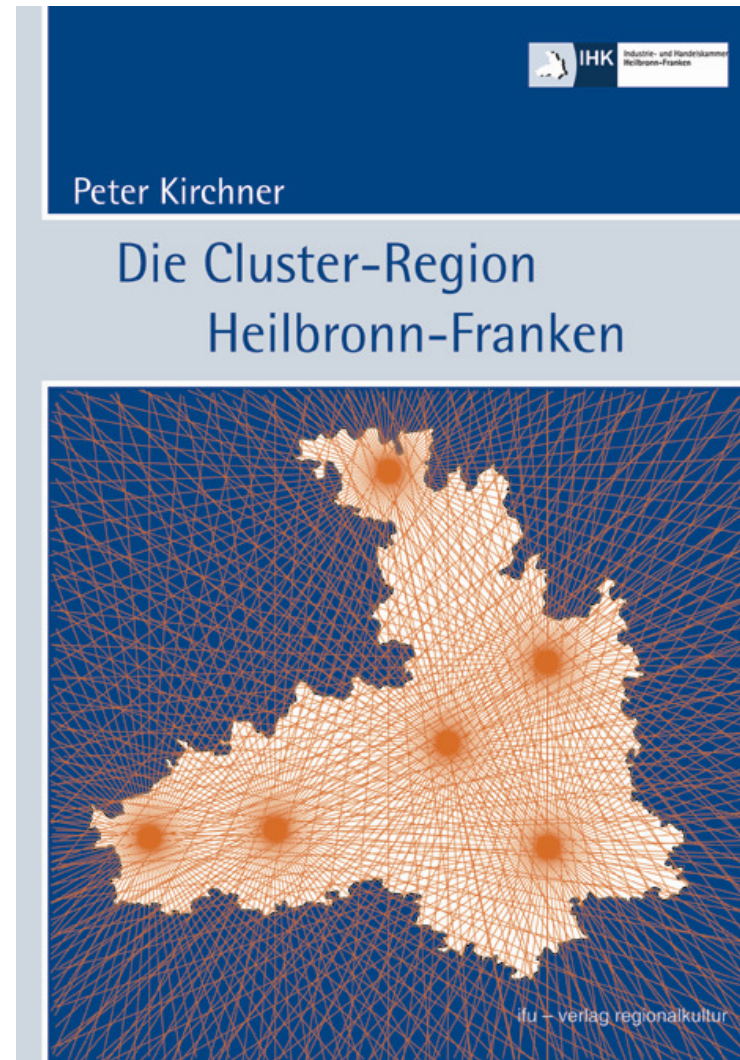 IHK
Industrie- und Handelskammer
Heilbronn-Franken
Peter Kirchner
Die Cluster-Region
Heilbronn-Franken
ifu – verlag regionalkultur